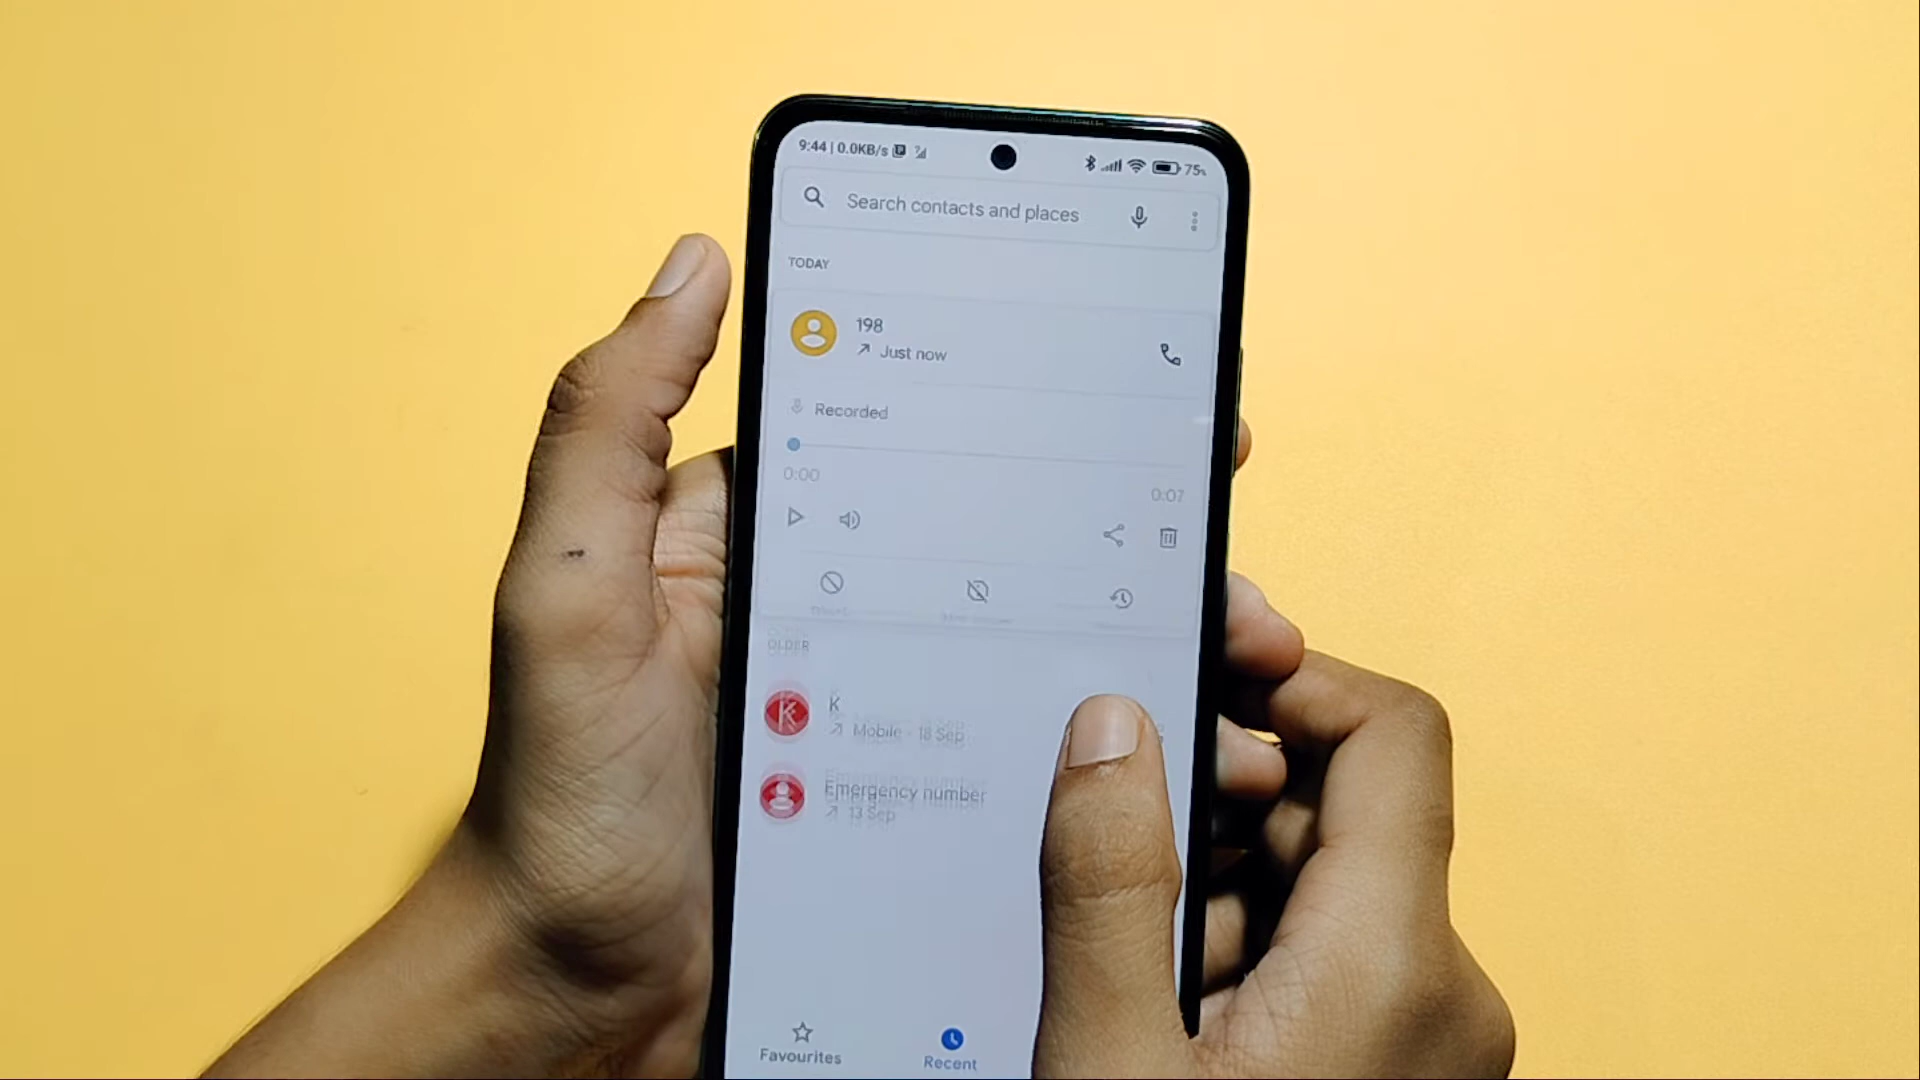 9:44 | 0.0KB/s
75%
Search contacts and places
TODAY
198
Just now
Recorded
0:00
0:07
OLDER
K
K
Mobile · 18 Sep
Emergency number
13 Sep
Favourites
Recent